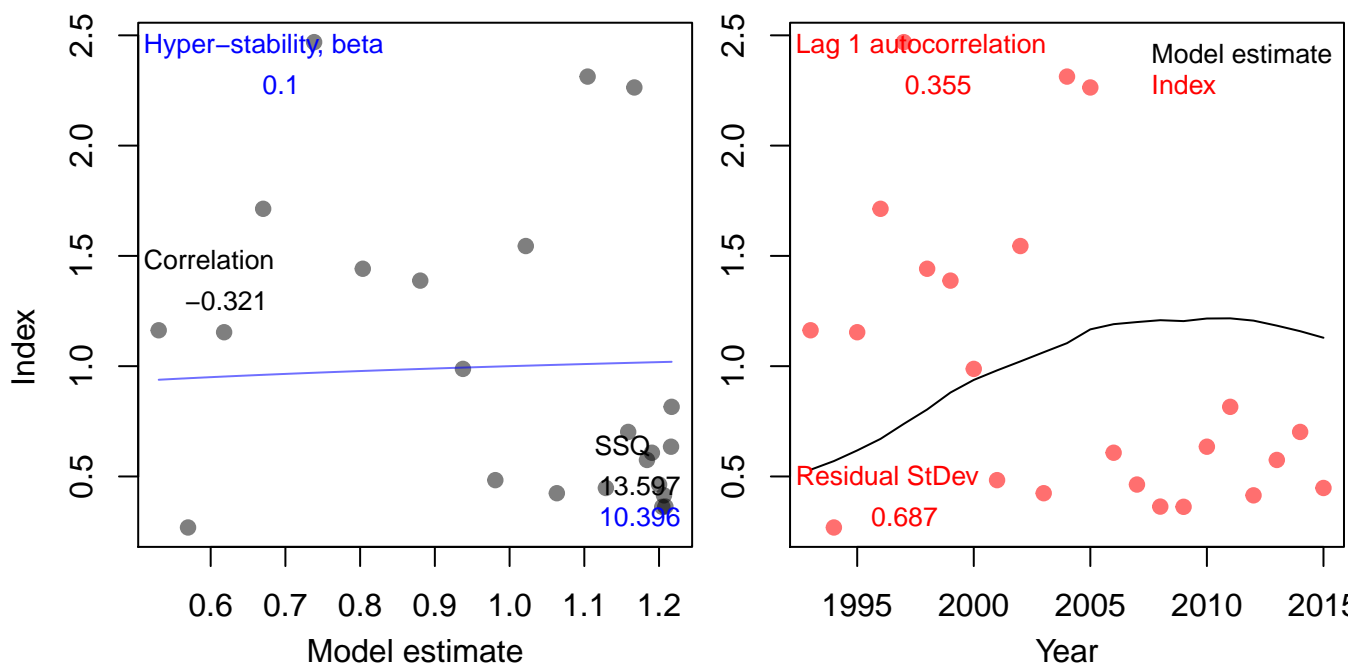 Hyper−stability, beta
0.1
Correlation
−0.321
SSQ
13.597
10.396
Index
2.5
2.0
1.5
1.0
0.5
0.6 0.7 0.8 0.9 1.0 1.1 1.2
Model estimate
Lag 1 autocorrelation
0.355
Model estimate
Index
Residual StDev
0.687
2.5
2.0
1.5
1.0
0.5
1995 2000 2005 2010 2015
Year